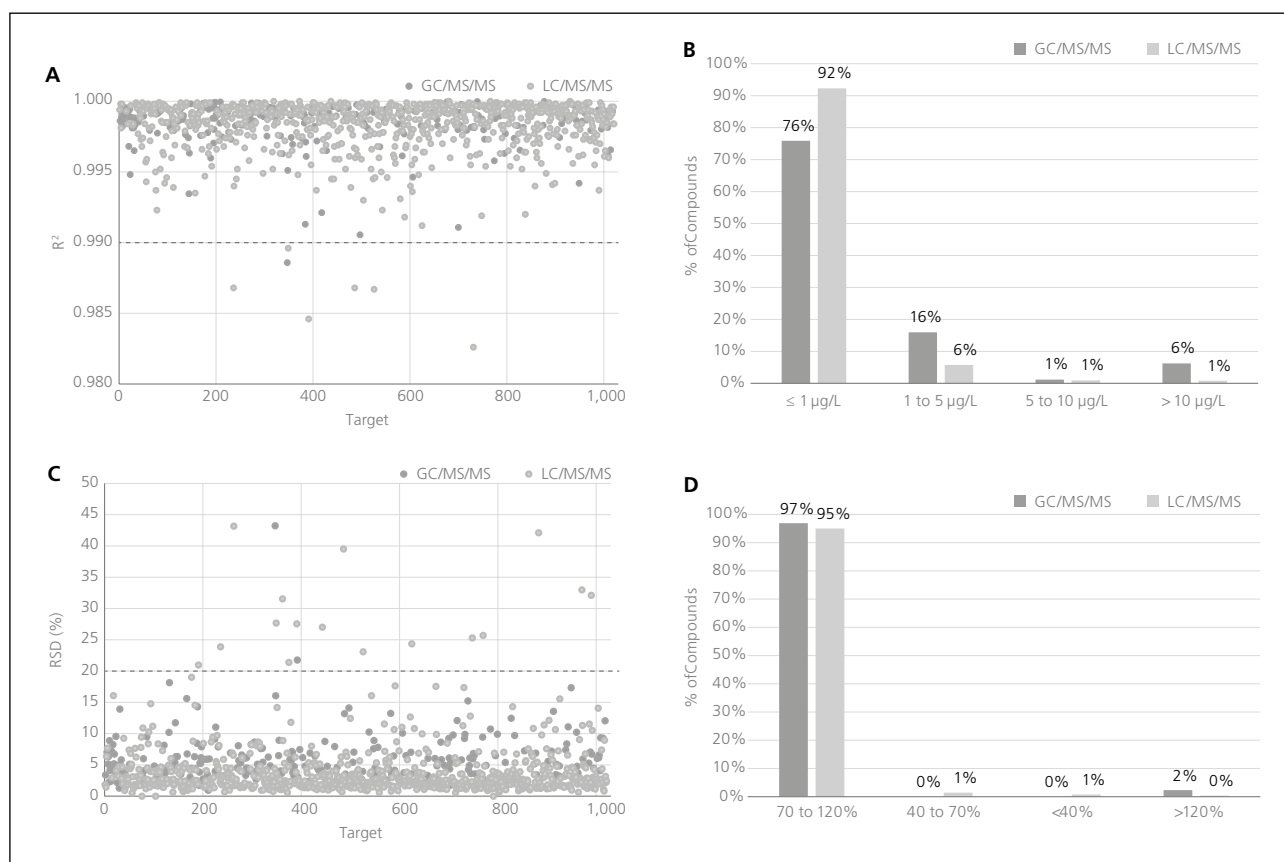 A
GC/MS/MS LC/MS/MS
1.000
0.995
0.990
0.985
0.980
R²
0 200 400 600 800 1,000
Target
B
GC/MS/MS LC/MS/MS
100%
90%
80%
70%
60%
50%
40%
30%
20%
10%
0%
% ofCompounds
76% 92%
16% 6%
1% 1%
6% 1%
≤ 1 µg/L 1 to 5 µg/L 5 to 10 µg/L > 10 µg/L
C
GC/MS/MS LC/MS/MS
50
45
40
35
30
25
20
15
10
5
0
RSD (%)
0 200 400 600 800 1,000
Target
D
GC/MS/MS LC/MS/MS
100%
90%
80%
70%
60%
50%
40%
30%
20%
10%
0%
% ofCompounds
97% 95%
0% 1%
0% 1%
2% 0%
70 to 120% 40 to 70% <40% >120%